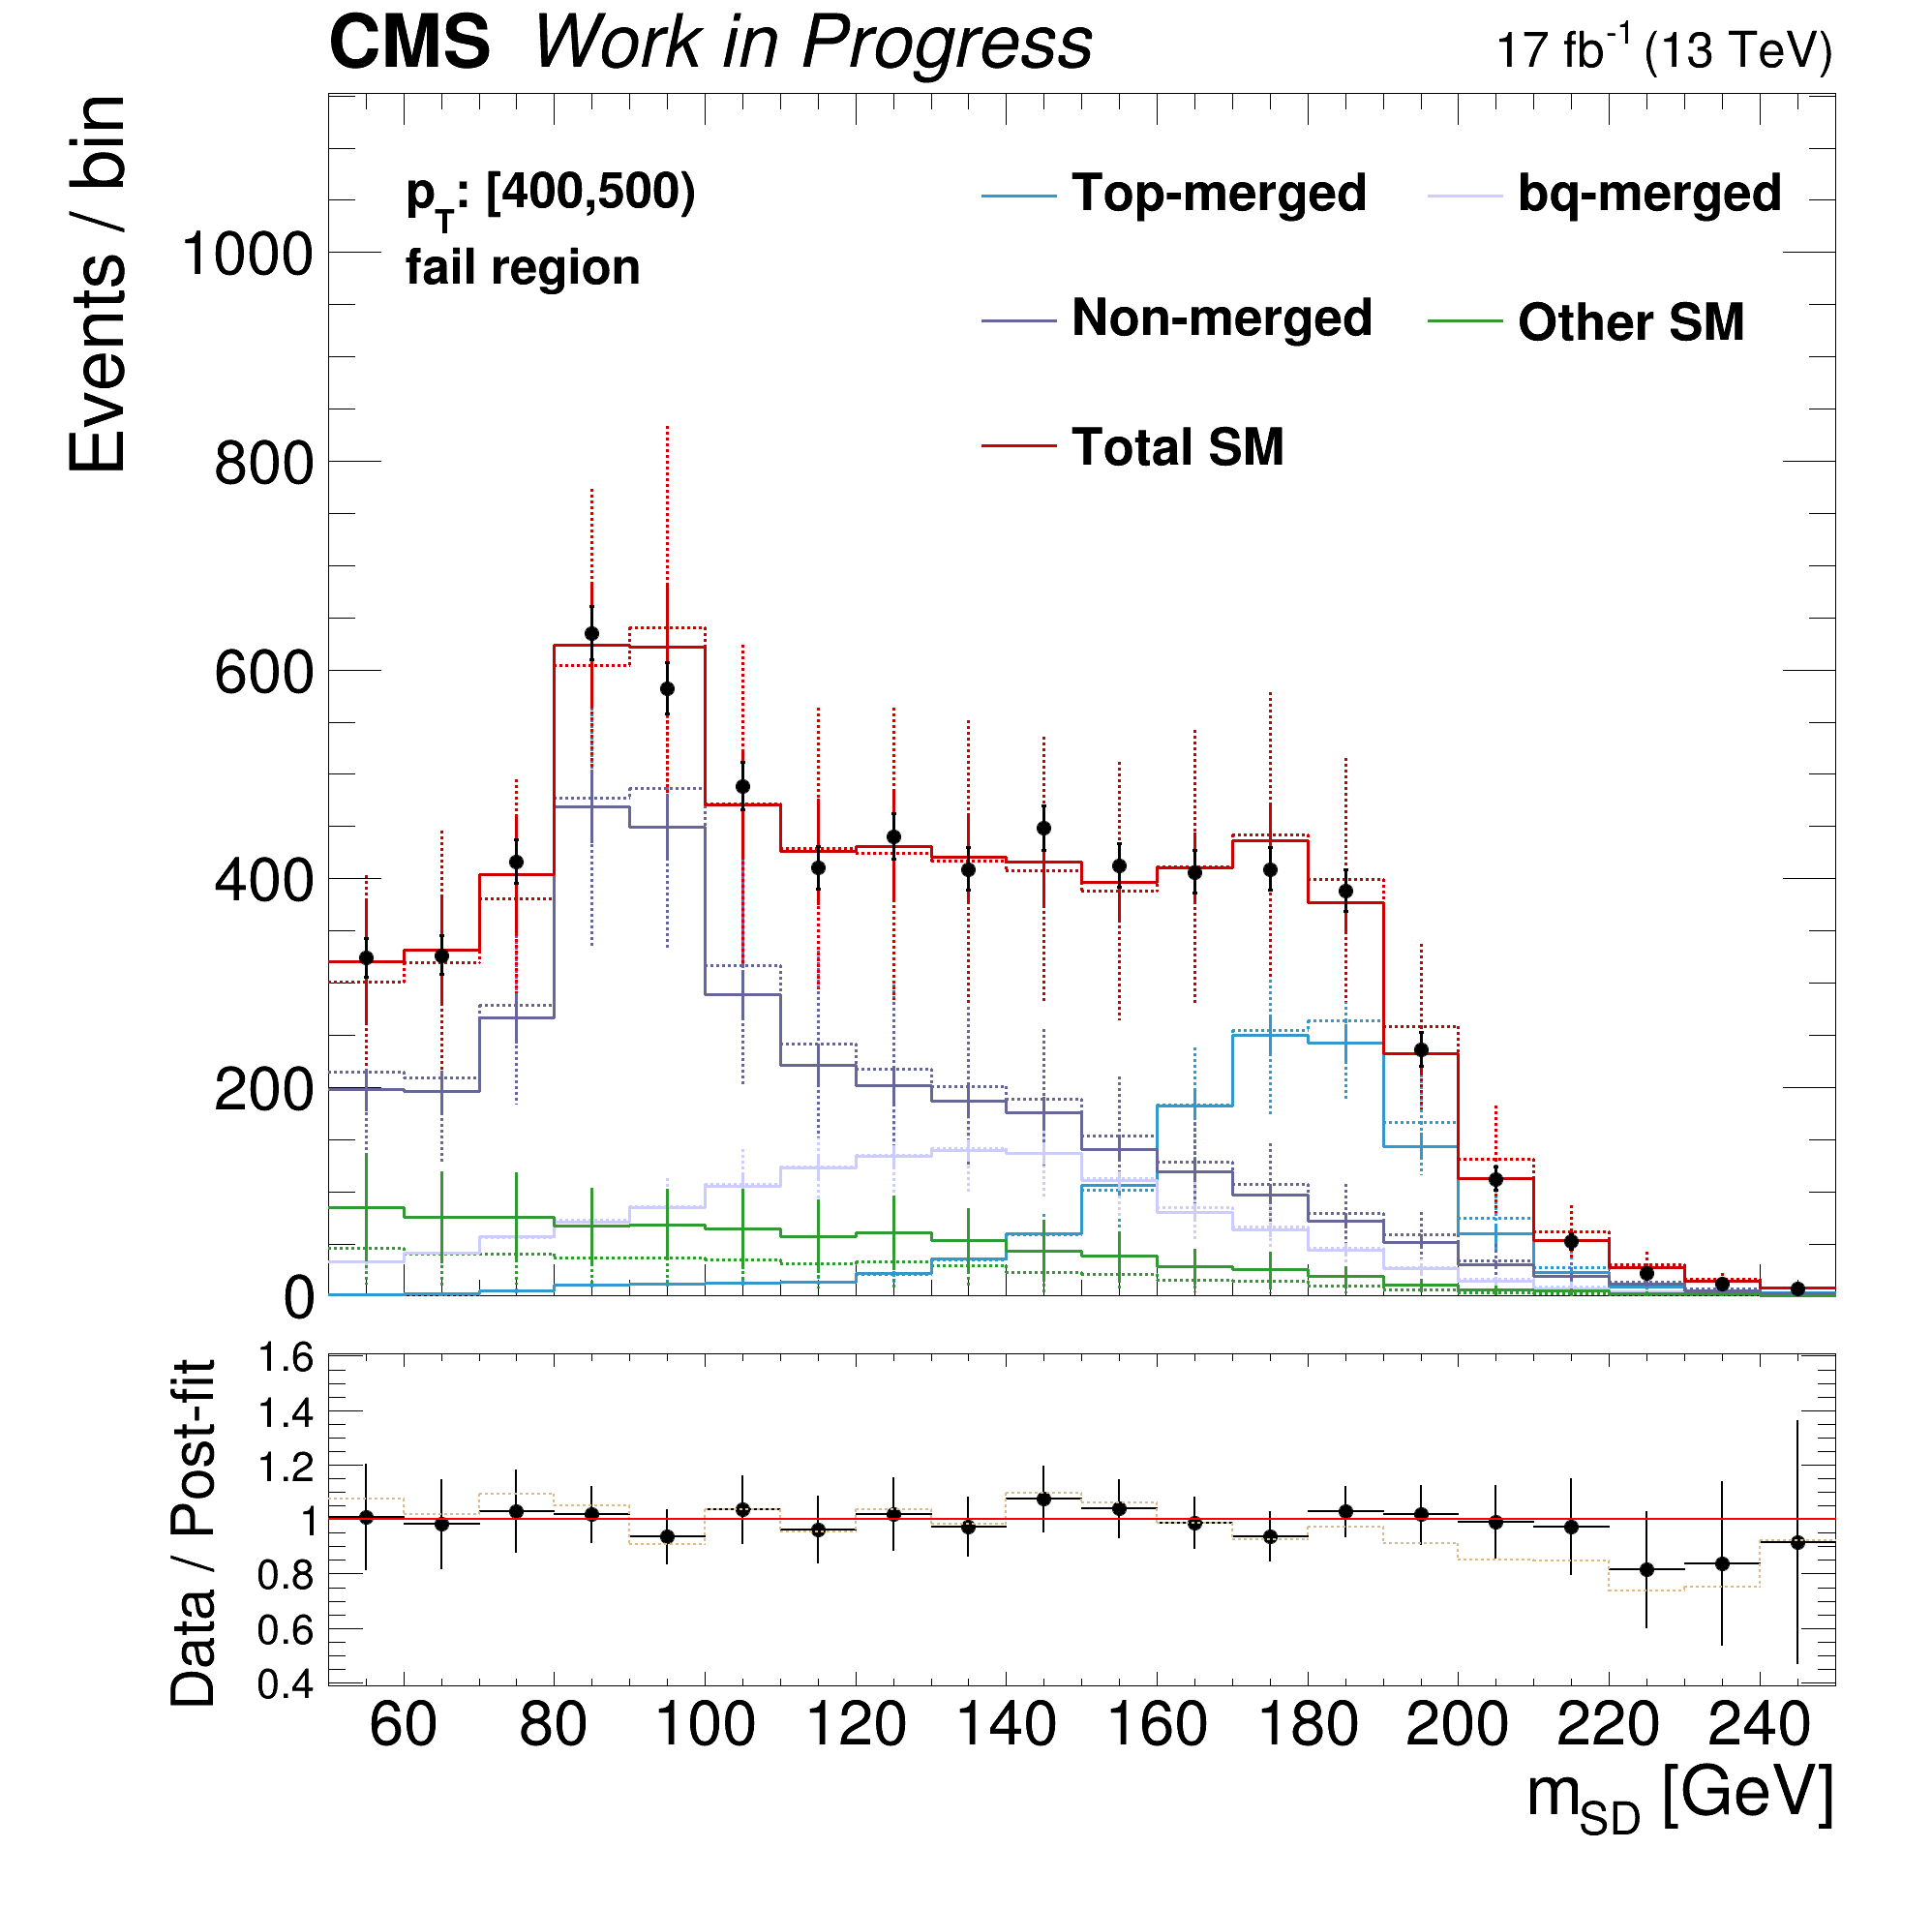 CMS Work in Progress
17 fb-1 (13 TeV)
Events / bin
pT: [400,500)
fail region
Top-merged
bq-merged
Non-merged
Other SM
Total SM
1000
800
600
400
200
0
Data / Post-fit
1.6
1.4
1.2
1
0.8
0.6
0.4
60 80 100 120 140 160 180 200 220 240
mSD [GeV]